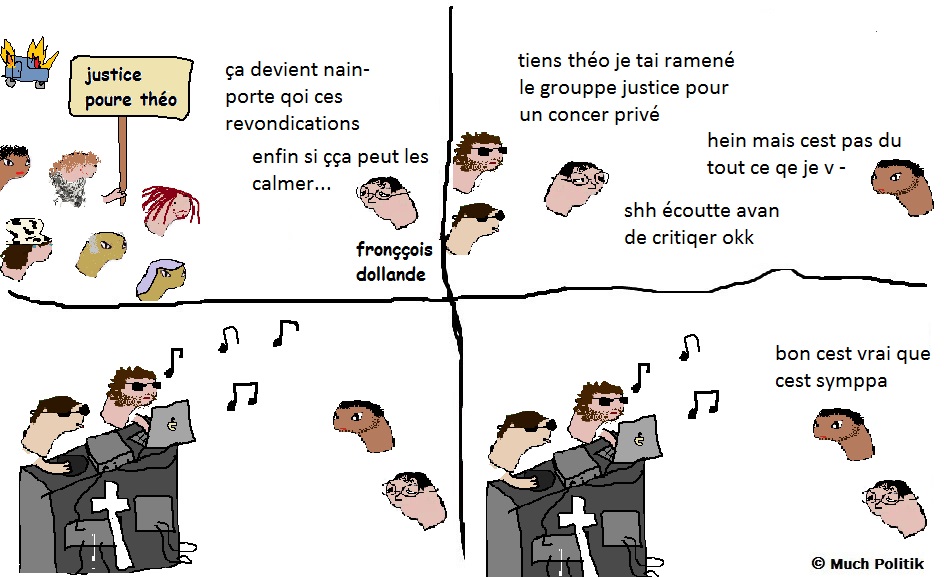 justice
poure théo
ça devient nain-
porte qoi ces
revondications
enfin si çça peut les
calmer...
fronççois
dollande
tiens théo je tai ramené
le grouppe justice pour
un concer privé
hein mais cest pas du
tout ce qe je v -
shh écoutte avan
de critiqer okk
bon cest vrai que
cest symppa
© Much Politik